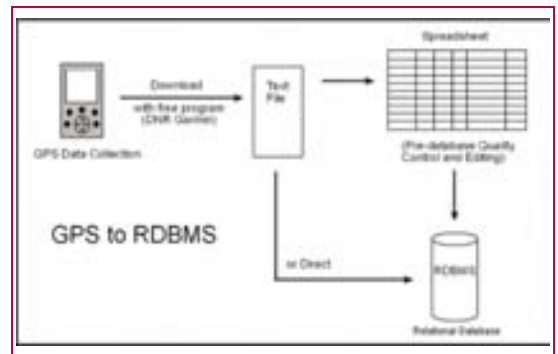 Spreadsheet
Download
with free program
(DNR Garmin)
Text
File
GPS Data Collection
(Pre-database Quality
Control and Editing)
GPS to RDBMS
or Direct
RDBMS
Relational Database